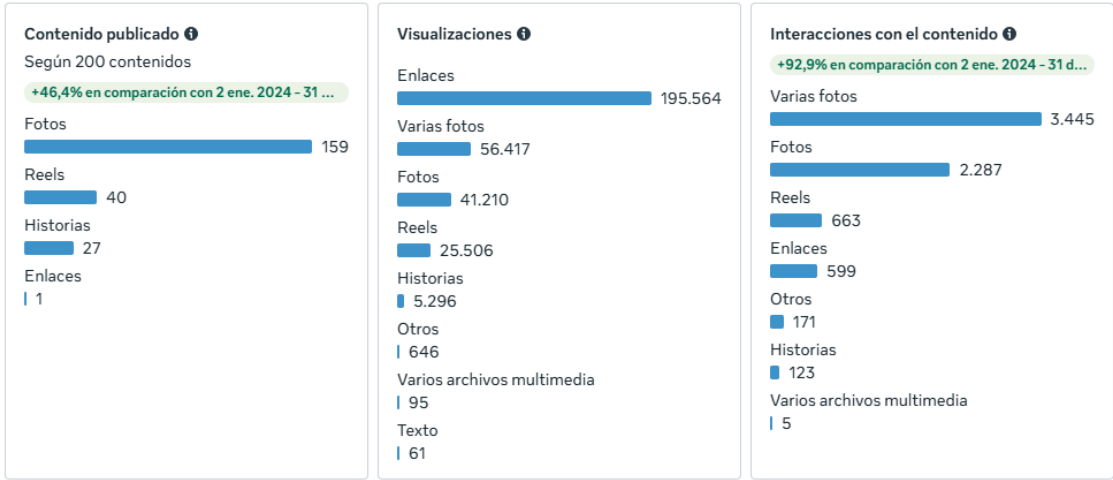 Contenido publicado
Según 200 contenidos
+46,4% en comparación con 2 ene. 2024 - 31 ...
Fotos
159
Reels
40
Historias
27
Enlaces
1
Visualizaciones
Enlaces
195.564
Varias fotos
56.417
Fotos
41.210
Reels
25.506
Historias
5.296
Otros
646
Varios archivos multimedia
95
Texto
61
Interacciones con el contenido
+92,9% en comparación con 2 ene. 2024 - 31 d...
Varias fotos
3.445
Fotos
2.287
Reels
663
Enlaces
599
Otros
171
Historias
123
Varios archivos multimedia
5